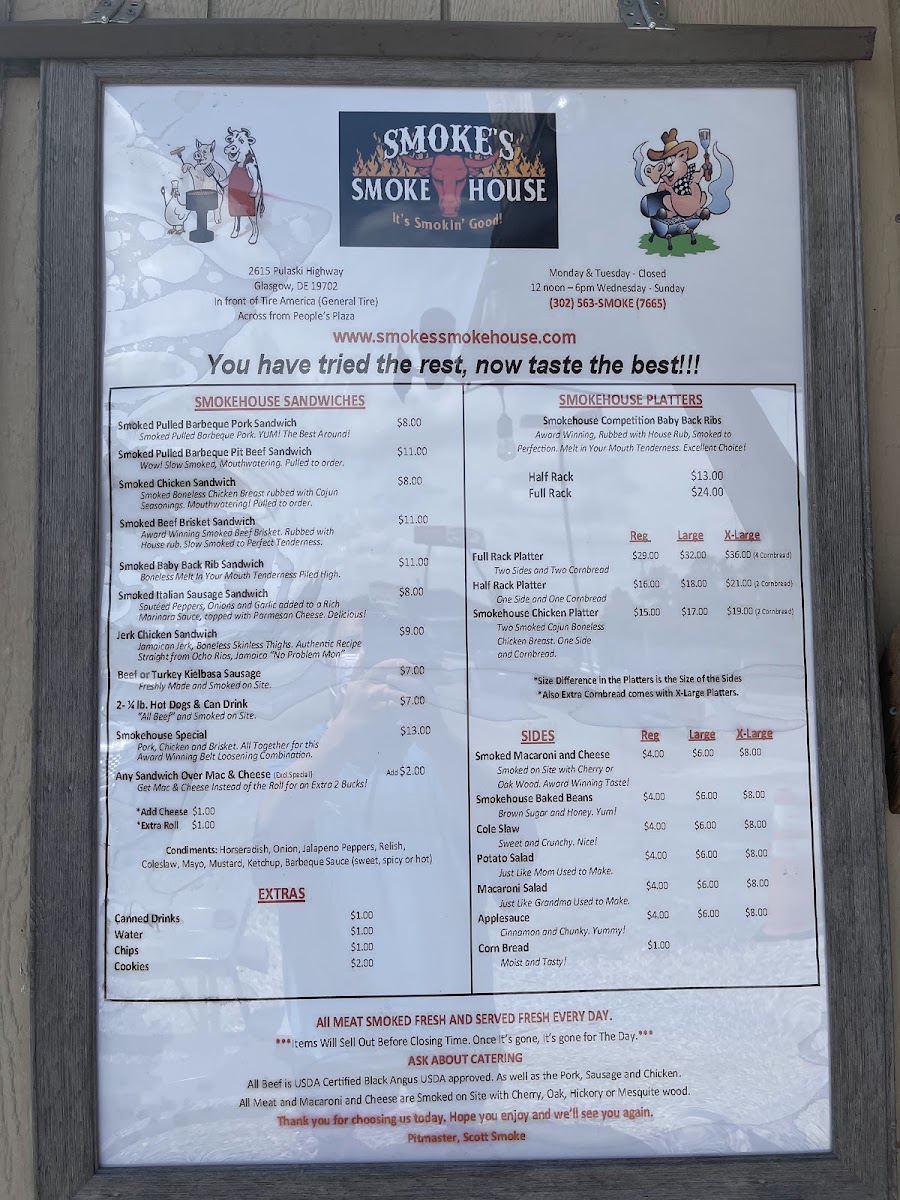 SMOKE'S
SMOKE HOUSE
It's Smokin' Good!
2615 Pulaski Highway
Glasgow, DE 19702
In front of Tire America (General Tire)
Across from People's Plaza
Monday & Tuesday - Closed
12 noon – 6pm Wednesday - Sunday
(302) 563-SMOKE (7665)
www.smokessmokehouse.com
You have tried the rest, now taste the best!!!
SMOKEHOUSE SANDWICHES
Smoked Pulled Barbeque Pork Sandwich $8.00
Smoked Pulled Barbeque Pork. YUM! The Best Around!
Smoked Pulled Barbeque Pit Beef Sandwich $11.00
Wow! Slow Smoked, Mouthwatering. Pulled to order.
Smoked Chicken Sandwich $8.00
Smoked Boneless Chicken Breast rubbed with Cajun
Seasonings. Mouthwatering! Pulled to order.
Smoked Beef Brisket Sandwich $11.00
Award Winning Smoked Beef Brisket. Rubbed with
House rub. Slow Smoked to Perfect Tenderness.
Smoked Baby Back Rib Sandwich $11.00
Boneless Melt In Your Mouth Tenderness Piled High.
Smoked Italian Sausage Sandwich $8.00
Sautéed Peppers, Onions and Garlic added to a Rich
Marinara Sauce, topped with Parmesan Cheese. Delicious!
Jerk Chicken Sandwich $9.00
Jamaican Jerk, Boneless Skinless Thighs. Authentic Recipe
Straight from Ocho Rios, Jamaica "No Problem Mon"
Beef or Turkey Kielbasa Sausage $7.00
Freshly Made and Smoked on Site.
2- ¼ lb. Hot Dogs & Can Drink $7.00
"All Beef" and Smoked on Site.
Smokehouse Special $13.00
Pork, Chicken and Brisket. All Together for this
Award Winning Belt Loosening Combination.
Any Sandwich Over Mac & Cheese (Excl Special) Add $2.00
Get Mac & Cheese Instead of the Roll for an Extra 2 Bucks!
*Add Cheese $1.00
*Extra Roll $1.00
Condiments: Horseradish, Onion, Jalapeno Peppers, Relish,
Coleslaw, Mayo, Mustard, Ketchup, Barbeque Sauce (sweet, spicy or hot)
EXTRAS
Canned Drinks $1.00
Water $1.00
Chips $1.00
Cookies $2.00
SMOKEHOUSE PLATTERS
Smokehouse Competition Baby Back Ribs
Award Winning, Rubbed with House Rub, Smoked to
Perfection. Melt in Your Mouth Tenderness. Excellent Choice!
Half Rack $13.00
Full Rack $24.00
Reg Large X-Large
Full Rack Platter $29.00 $32.00 $36.00 (4 Cornbread)
Two Sides and Two Cornbread
Half Rack Platter $16.00 $18.00 $21.00 (2 Cornbread)
One Side and One Cornbread
Smokehouse Chicken Platter $15.00 $17.00 $19.00 (2 Cornbread)
Two Smoked Cajun Boneless
Chicken Breast. One Side
and Cornbread.
*Size Difference in the Platters is the Size of the Sides
*Also Extra Cornbread comes with X-Large Platters.
SIDES Reg Large X-Large
Smoked Macaroni and Cheese $4.00 $6.00 $8.00
Smoked on Site with Cherry or
Oak Wood. Award Winning Taste!
Smokehouse Baked Beans $4.00 $6.00 $8.00
Brown Sugar and Honey. Yum!
Cole Slaw $4.00 $6.00 $8.00
Sweet and Crunchy. Nice!
Potato Salad $4.00 $6.00 $8.00
Just Like Mom Used to Make.
Macaroni Salad $4.00 $6.00 $8.00
Just Like Grandma Used to Make.
Applesauce $4.00 $6.00 $8.00
Cinnamon and Chunky. Yummy!
Corn Bread $1.00
Moist and Tasty!
All MEAT SMOKED FRESH AND SERVED FRESH EVERY DAY.
***Items Will Sell Out Before Closing Time. Once It's gone, It's gone for The Day.***
ASK ABOUT CATERING
All Beef is USDA Certified Black Angus USDA approved. As well as the Pork, Sausage and Chicken.
All Meat and Macaroni and Cheese are Smoked on Site with Cherry, Oak, Hickory or Mesquite wood.
Thank you for choosing us today. Hope you enjoy and we'll see you again.
Pitmaster, Scott Smoke